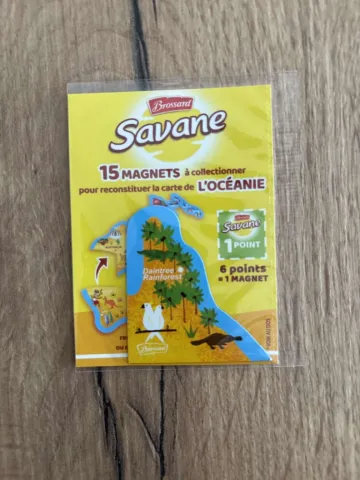 Brossard
Savane
15 MAGNETS à collectionner
pour reconstituer la carte de L'OCÉANIE
Brossard
Savane
1 POINT
6 points
= 1 MAGNET
Daintree
Rainforest
Brossard